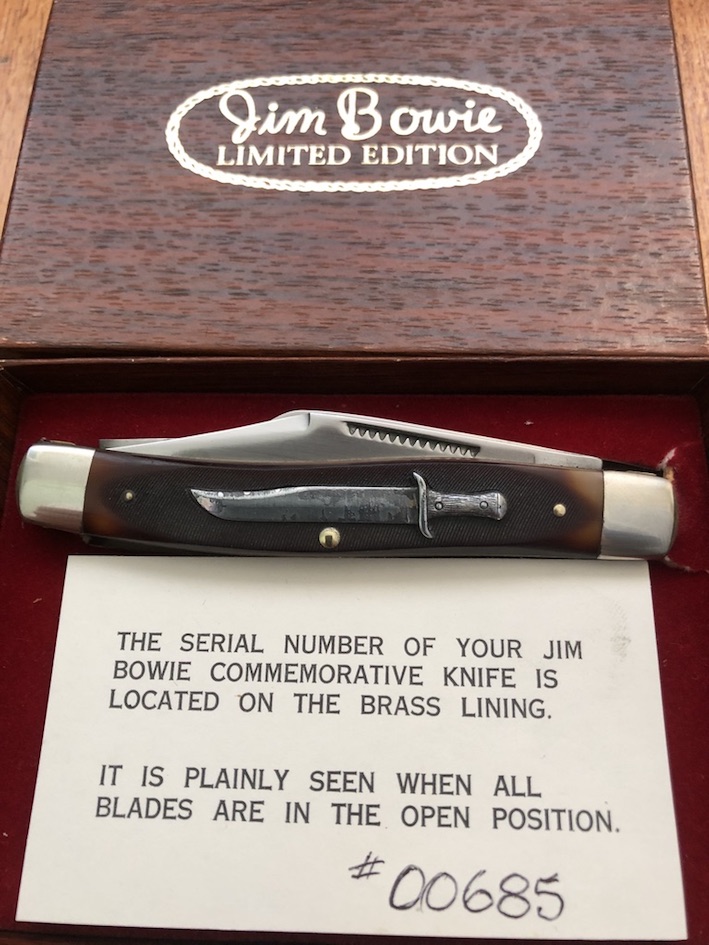 Jim Bowie
LIMITED EDITION
THE SERIAL NUMBER OF YOUR JIM
BOWIE COMMEMORATIVE KNIFE IS
LOCATED ON THE BRASS LINING.
IT IS PLAINLY SEEN WHEN ALL
BLADES ARE IN THE OPEN POSITION.
# 00685